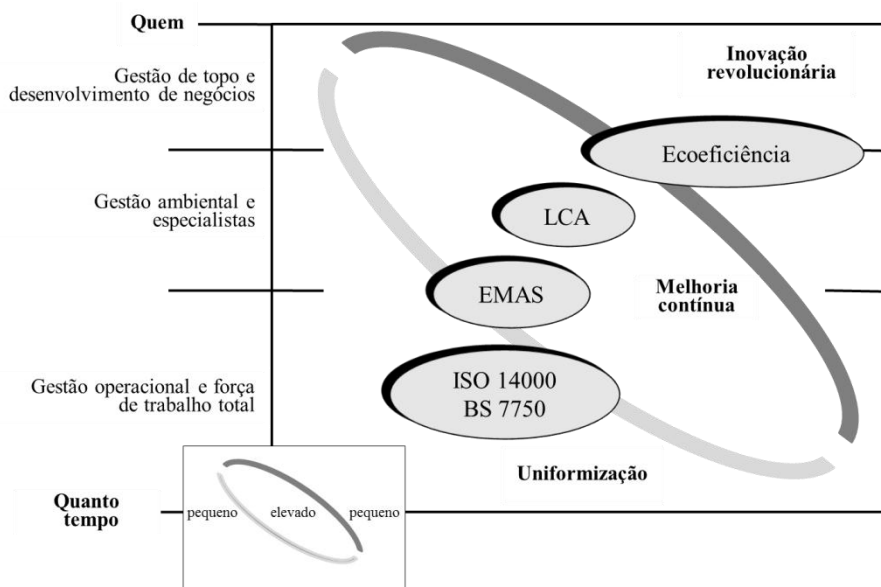 Quem
Gestão de topo e
desenvolvimento de negócios
Inovação
revolucionária
Ecoeficiência
Gestão ambiental e
especialistas
LCA
EMAS
Melhoria
contínua
Gestão operacional e força
de trabalho total
ISO 14000
BS 7750
Uniformização
Quanto
tempo
pequeno
elevado
pequeno